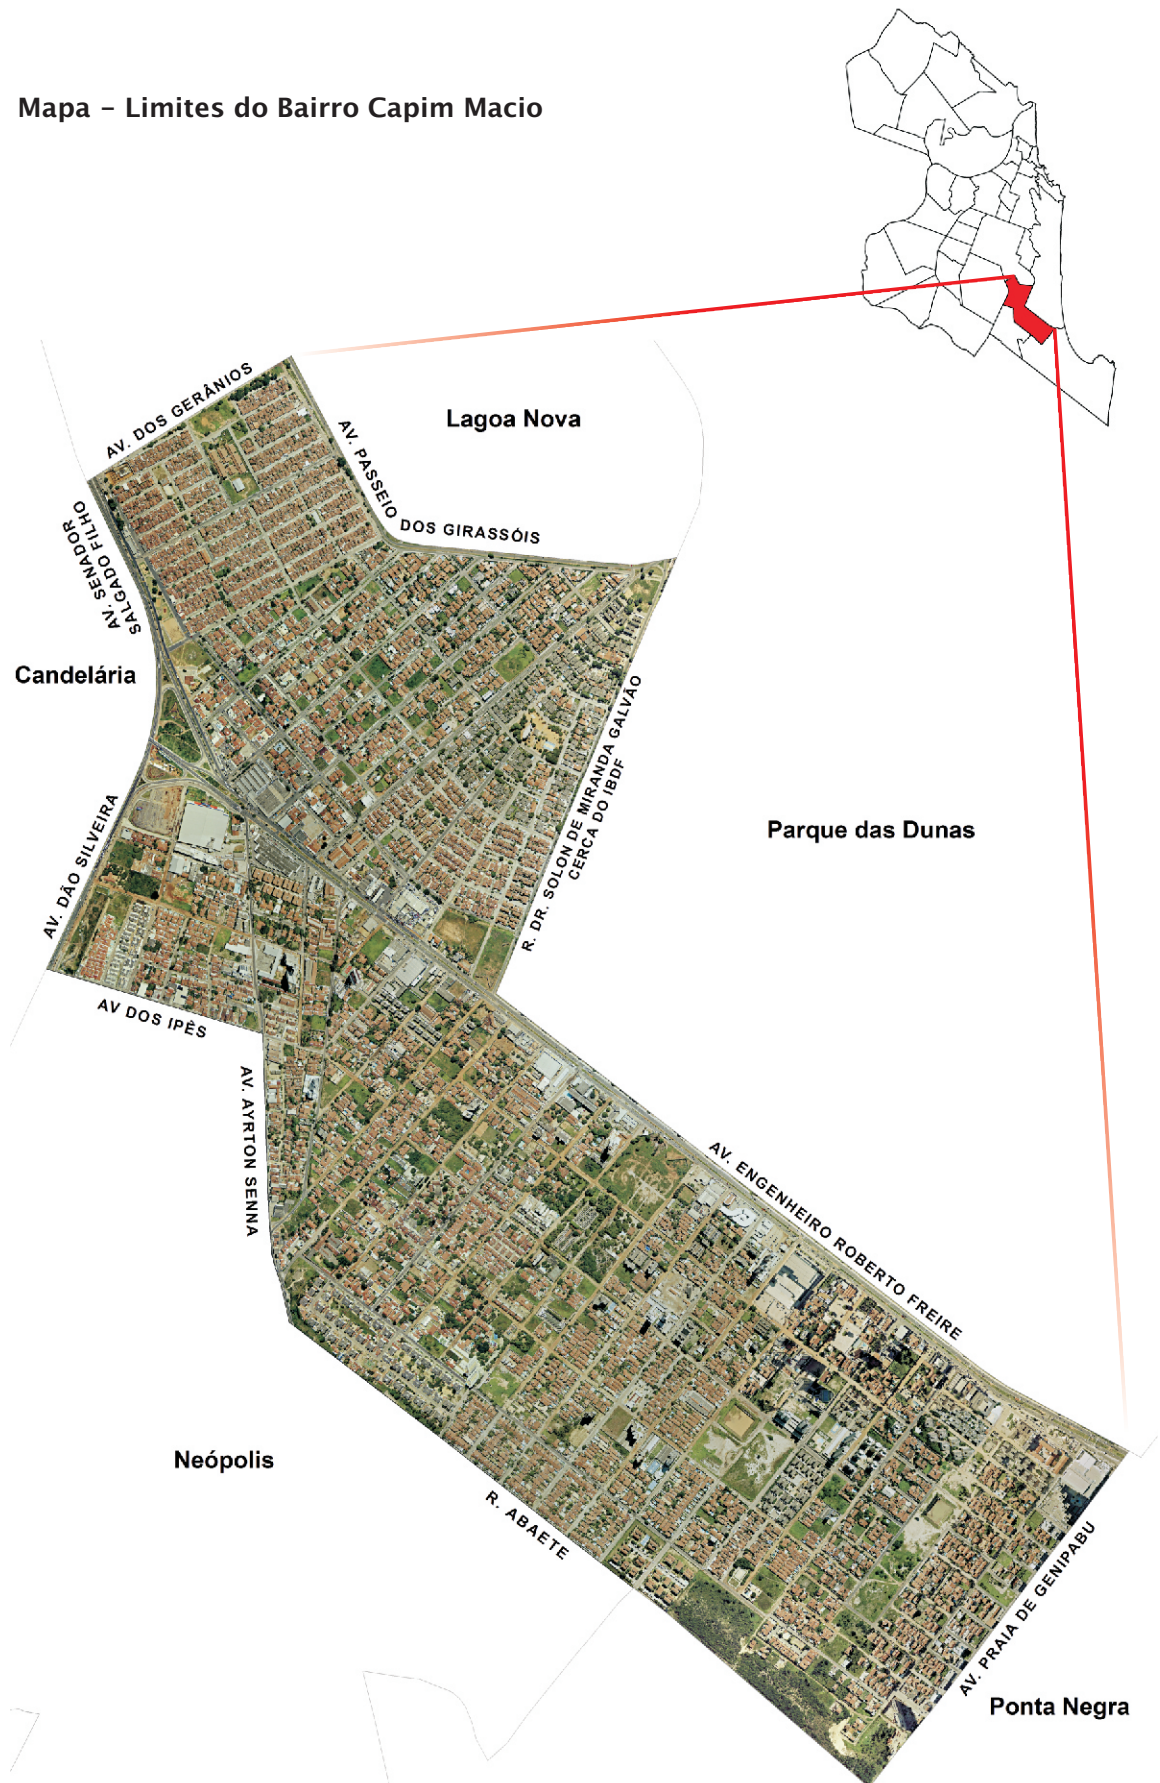 Mapa – Limites do Bairro Capim Macio
AV. DOS GERÂNIOS
Lagoa Nova
AV. PASSEIO
DOS GIRASSÓIS
AV. SENADOR
SALGADO FILHO
Candelária
R. DR. SOLON DE MIRANDA GALVÃO
CERCA DO IBDF
Parque das Dunas
AV. DÃO SILVEIRA
AV DOS IPÊS
AV. AYRTON SENNA
AV. ENGENHEIRO ROBERTO FREIRE
Neópolis
R. ABAETE
AV. PRAIA DE GENIPABU
Ponta Negra